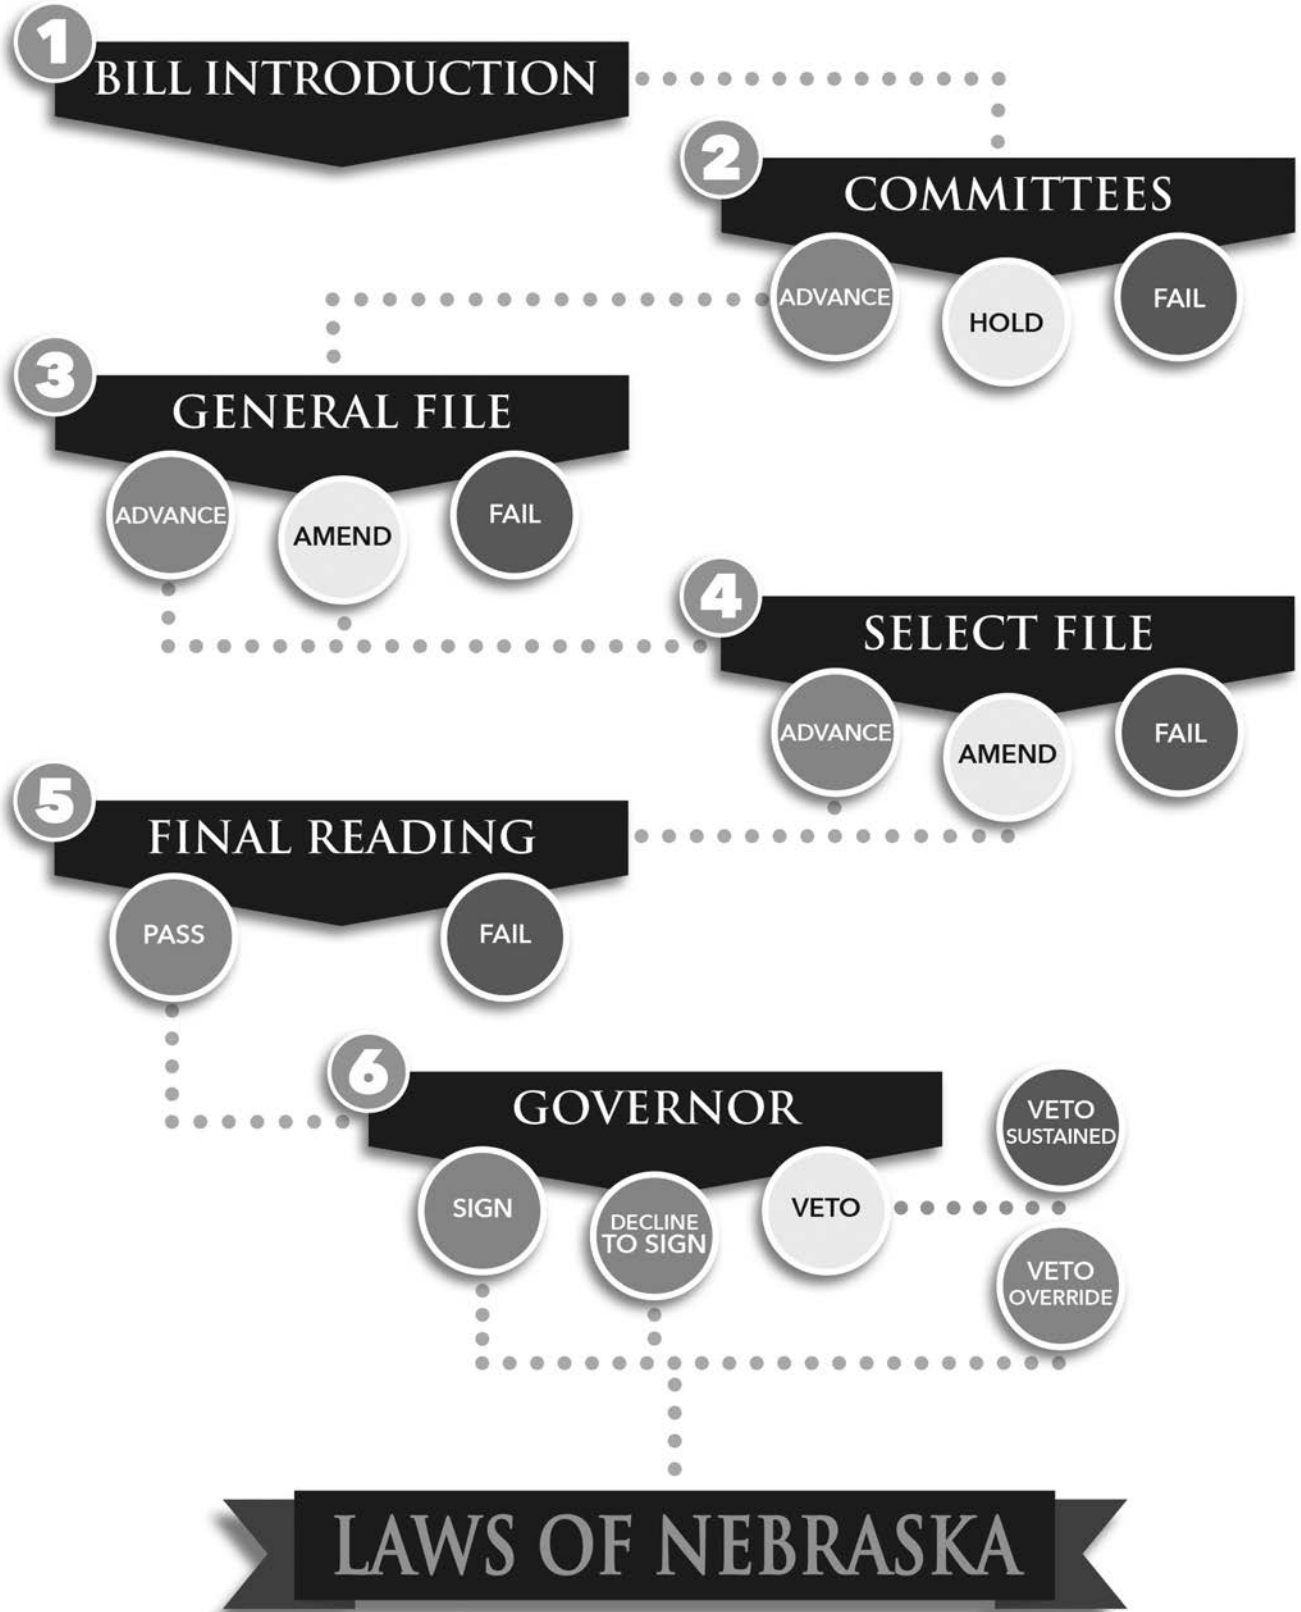 1
BILL INTRODUCTION
2
COMMITTEES
ADVANCE
HOLD
FAIL
3
GENERAL FILE
ADVANCE
AMEND
FAIL
4
SELECT FILE
ADVANCE
AMEND
FAIL
5
FINAL READING
PASS
FAIL
6
GOVERNOR
SIGN
DECLINE
TO SIGN
VETO
VETO
SUSTAINED
VETO
OVERRIDE
LAWS OF NEBRASKA